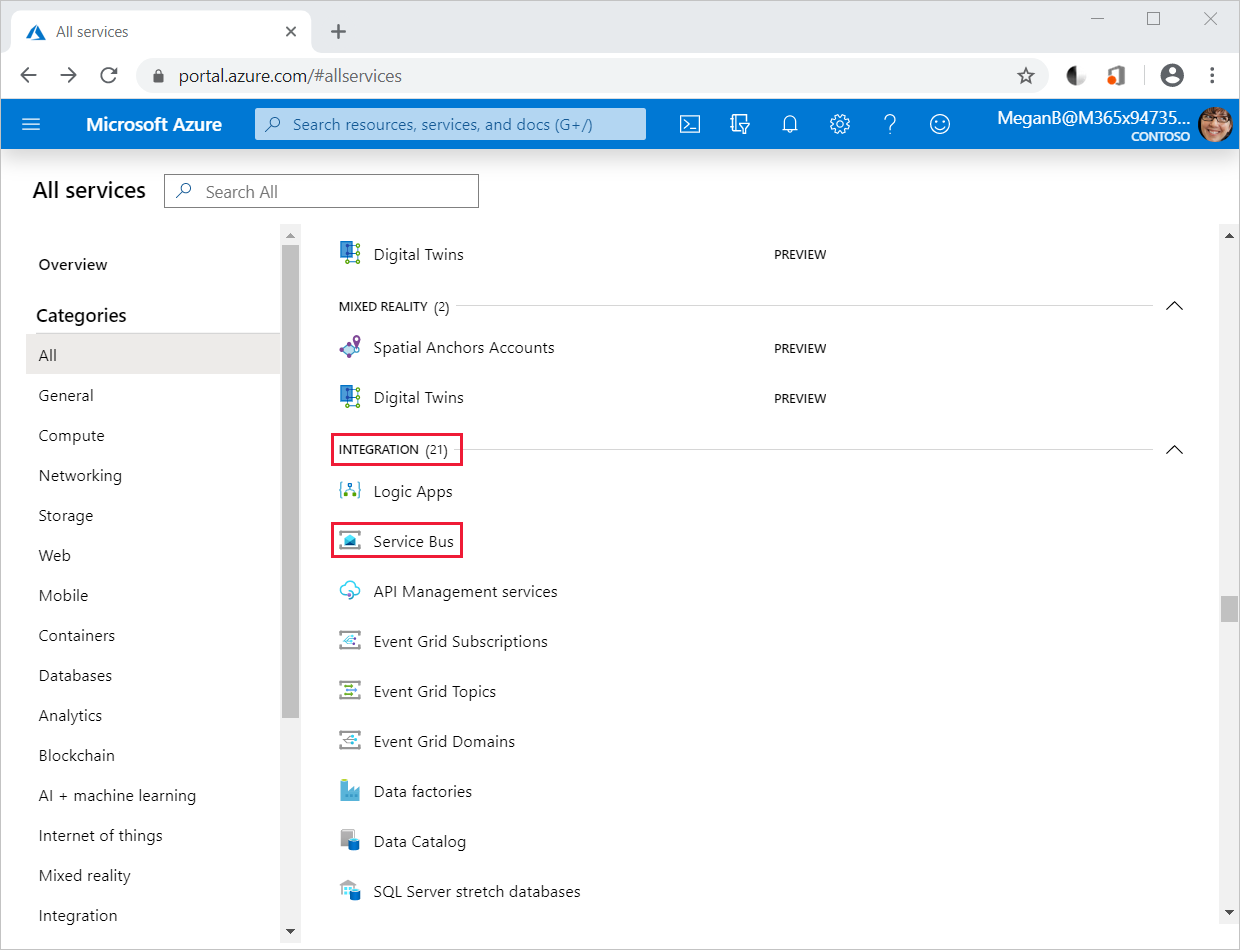 All services
portal.azure.com/#allservices
Microsoft Azure
Search resources, services, and docs (G+/)
MeganB@M365x94735...
CONTOSO
All services
Search All
Overview
Categories
All
General
Compute
Networking
Storage
Web
Mobile
Containers
Databases
Analytics
Blockchain
AI + machine learning
Internet of things
Mixed reality
Integration
Digital Twins PREVIEW
MIXED REALITY (2)
Spatial Anchors Accounts PREVIEW
Digital Twins PREVIEW
INTEGRATION (21)
Logic Apps
Service Bus
API Management services
Event Grid Subscriptions
Event Grid Topics
Event Grid Domains
Data factories
Data Catalog
SQL Server stretch databases